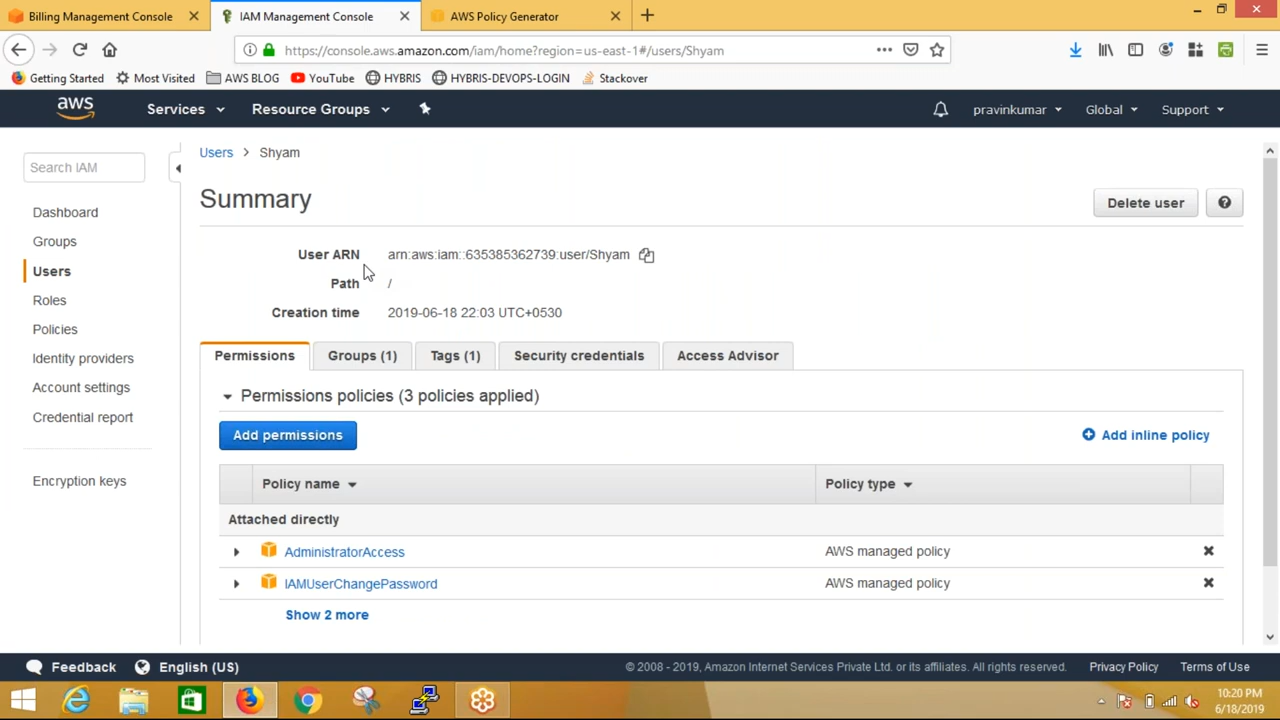 Billing Management Console
IAM Management Console
AWS Policy Generator
https://console.aws.amazon.com/iam/home?region=us-east-1#/users/Shyam
Getting Started Most Visited AWS BLOG YouTube HYBRIS HYBRIS-DEVOPS-LOGIN Stackover
aws Services Resource Groups pravinkumar Global Support
Search IAM
Dashboard
Groups
Users
Roles
Policies
Identity providers
Account settings
Credential report
Encryption keys
Users > Shyam
Summary
Delete user
User ARN arn:aws:iam::635385362739:user/Shyam
Path /
Creation time 2019-06-18 22:03 UTC+0530
Permissions Groups (1) Tags (1) Security credentials Access Advisor
Permissions policies (3 policies applied)
Add permissions Add inline policy
Policy name Policy type
Attached directly
AdministratorAccess AWS managed policy
IAMUserChangePassword AWS managed policy
Show 2 more
Feedback English (US) © 2008 - 2019, Amazon Internet Services Private Ltd. or its affiliates. All rights reserved. Privacy Policy Terms of Use
10:20 PM
6/18/2019